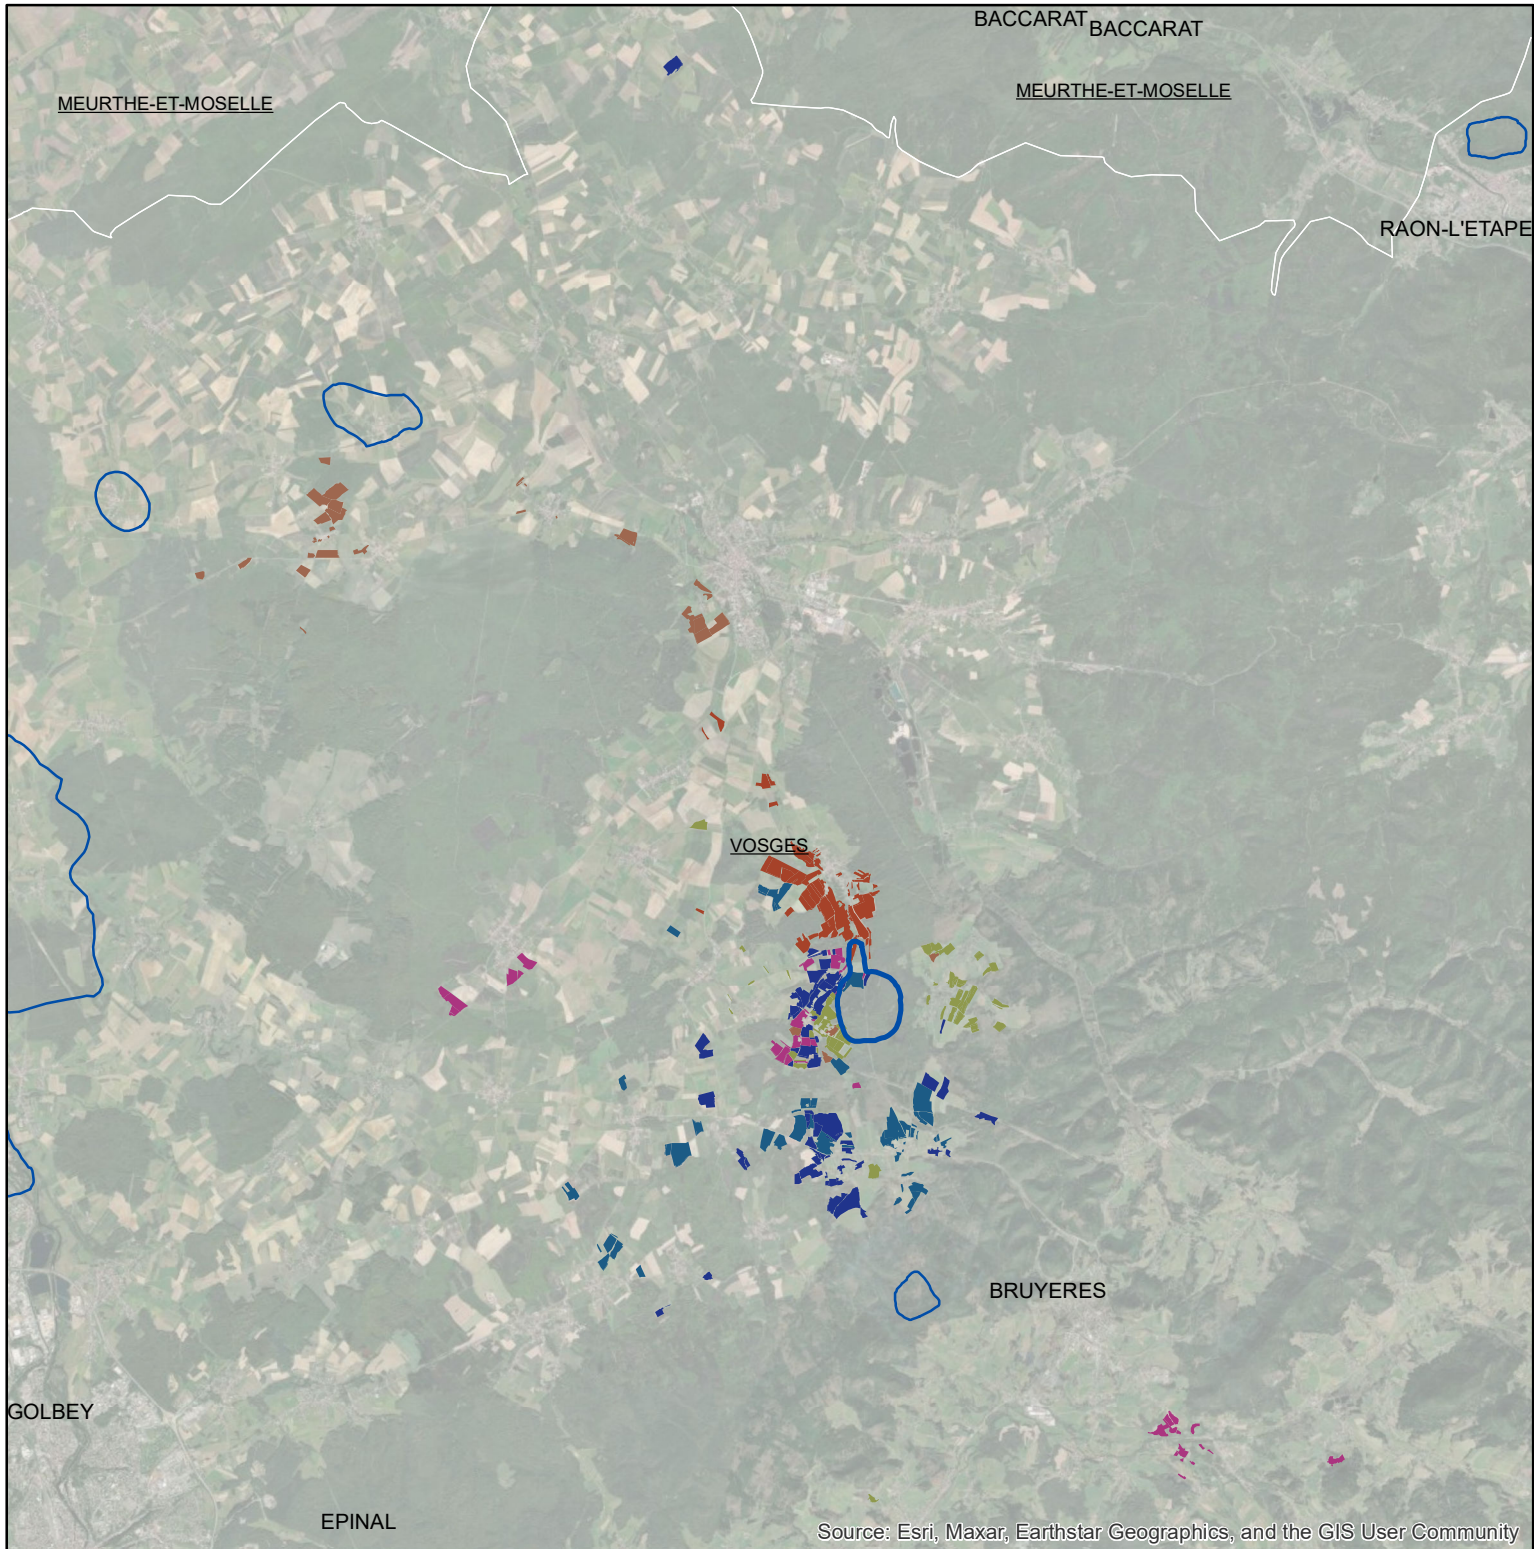 BACCARAT
BACCARAT
MEURTHE-ET-MOSELLE
MEURTHE-ET-MOSELLE
RAON-L'ETAPE
VOSGES
BRUYERES
GOLBEY
EPINAL
Source: Esri, Maxar, Earthstar Geographics, and the GIS User Community